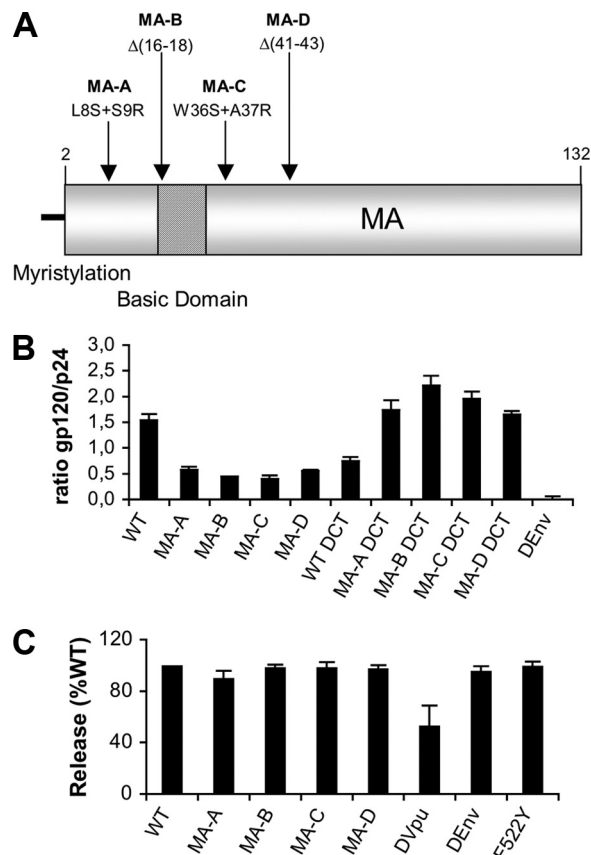 A
MA-B
Δ(16-18)
MA-D
Δ(41-43)
MA-A
L8S+S9R
MA-C
W36S+A37R
2
132
MA
Myristylation
Basic Domain
B
ratio gp120/p24
3,0
2,5
2,0
1,5
1,0
0,5
0,0
WT
MA-A
MA-B
MA-C
MA-D
WT DCT
MA-A DCT
MA-B DCT
MA-C DCT
MA-D DCT
DEnv
C
Release (%WT)
120
80
40
0
WT
MA-A
MA-B
MA-C
MA-D
DVpu
DEnv
F522Y